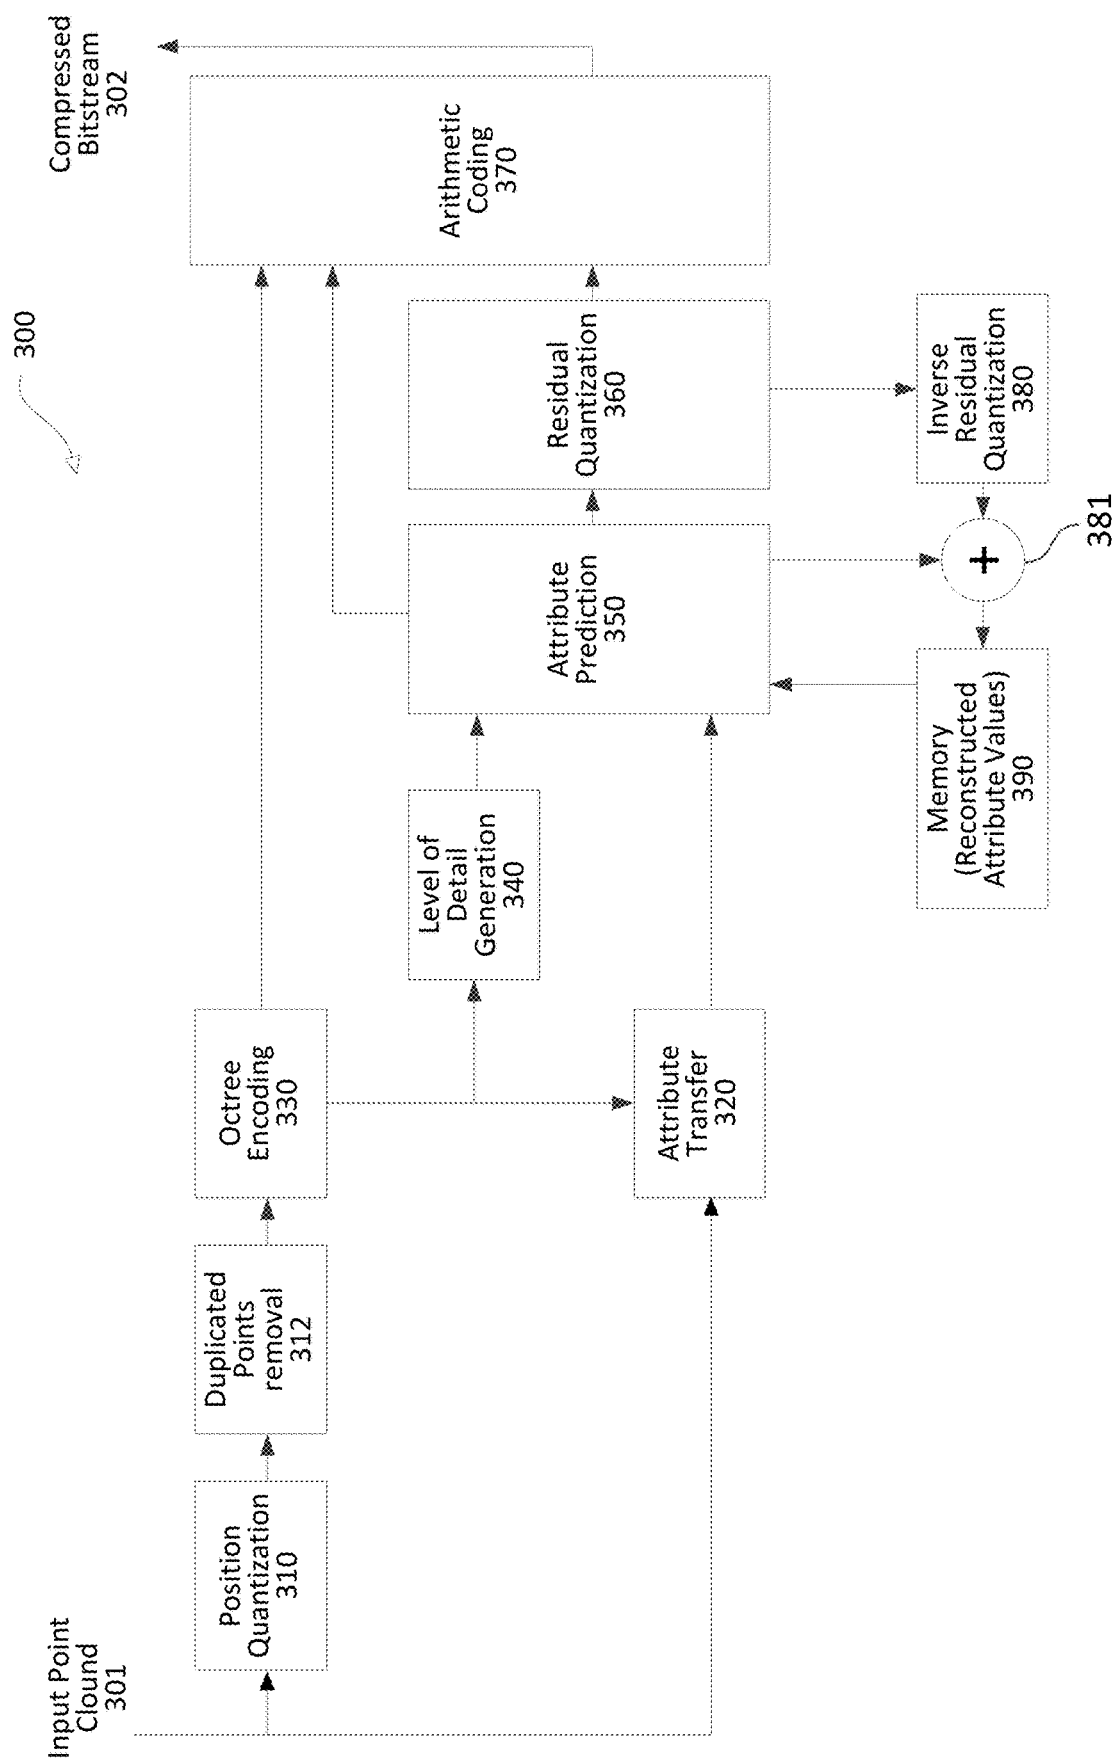 300
Input Point
Clound
301
Compressed
Bitstream
302
Position
Quantization
310
Duplicated
Points
removal
312
Octree
Encoding
330
Arithmetic
Coding
370
Level of
Detail
Generation
340
Attribute
Prediction
350
Residual
Quantization
360
Attribute
Transfer
320
Memory
(Reconstructed
Attribute Values)
390
+
381
Inverse
Residual
Quantization
380